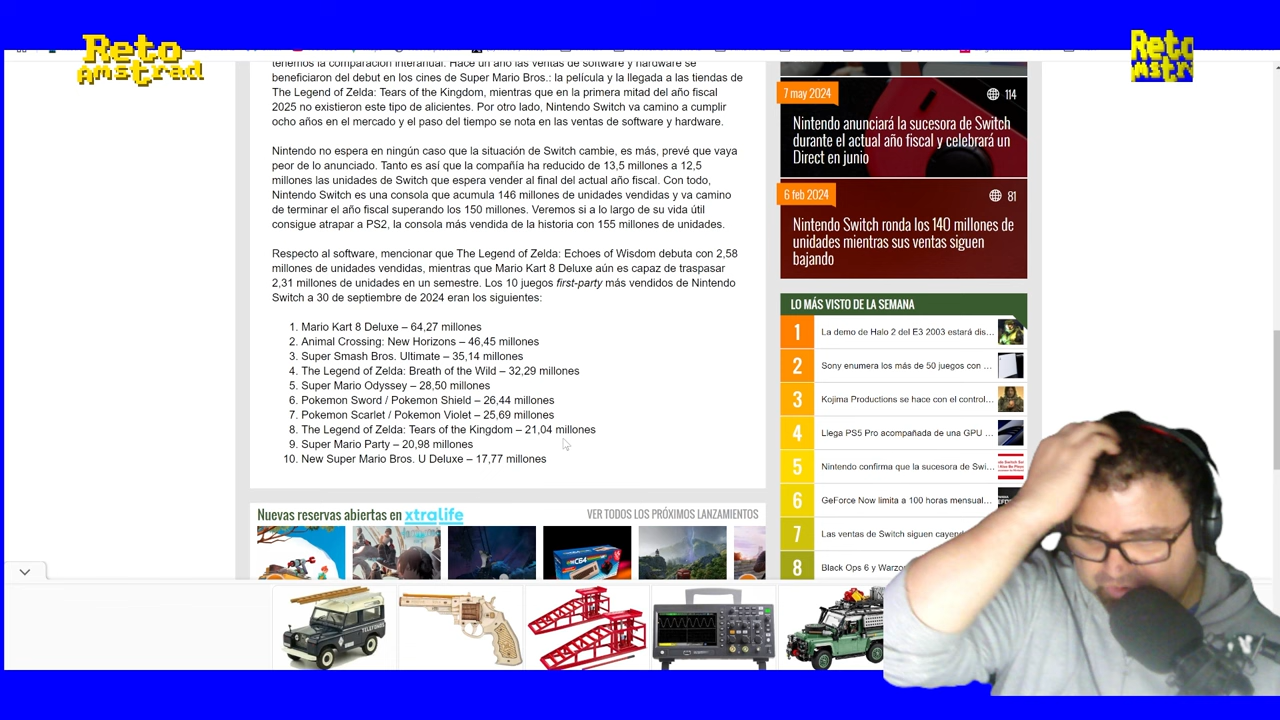 Reto
Amstrad
Reto
mstr
tenemos la comparación interanual. Hace un año las ventas de software y hardware se
beneficiaron del debut en los cines de Super Mario Bros.: la película y la llegada a las tiendas de
The Legend of Zelda: Tears of the Kingdom, mientras que en la primera mitad del año fiscal
2025 no existieron este tipo de alicientes. Por otro lado, Nintendo Switch va camino a cumplir
ocho años en el mercado y el paso del tiempo se nota en las ventas de software y hardware.
Nintendo no espera en ningún caso que la situación de Switch cambie, es más, prevé que vaya
peor de lo anunciado. Tanto es así que la compañía ha reducido de 13,5 millones a 12,5
millones las unidades de Switch que espera vender al final del actual año fiscal. Con todo,
Nintendo Switch es una consola que acumula 146 millones de unidades vendidas y va camino
de terminar el año fiscal superando los 150 millones. Veremos si a lo largo de su vida útil
consigue atrapar a PS2, la consola más vendida de la historia con 155 millones de unidades.
Respecto al software, mencionar que The Legend of Zelda: Echoes of Wisdom debuta con 2,58
millones de unidades vendidas, mientras que Mario Kart 8 Deluxe aún es capaz de traspasar
2,31 millones de unidades en un semestre. Los 10 juegos first-party más vendidos de Nintendo
Switch a 30 de septiembre de 2024 eran los siguientes:
1. Mario Kart 8 Deluxe – 64,27 millones
2. Animal Crossing: New Horizons – 46,45 millones
3. Super Smash Bros. Ultimate – 35,14 millones
4. The Legend of Zelda: Breath of the Wild – 32,29 millones
5. Super Mario Odyssey – 28,50 millones
6. Pokemon Sword / Pokemon Shield – 26,44 millones
7. Pokemon Scarlet / Pokemon Violet – 25,69 millones
8. The Legend of Zelda: Tears of the Kingdom – 21,04 millones
9. Super Mario Party – 20,98 millones
10. New Super Mario Bros. U Deluxe – 17,77 millones
Nuevas reservas abiertas en xtralife
VER TODOS LOS PRÓXIMOS LANZAMIENTOS
C64
7 may 2024
114
Nintendo anunciará la sucesora de Switch
durante el actual año fiscal y celebrará un
Direct en junio
6 feb 2024
81
Nintendo Switch ronda los 140 millones de
unidades mientras sus ventas siguen
bajando
LO MÁS VISTO DE LA SEMANA
1 La demo de Halo 2 del E3 2003 estará dis...
2 Sony enumera los más de 50 juegos con ...
3 Kojima Productions se hace con el control...
4 Llega PS5 Pro acompañada de una GPU ...
5 Nintendo confirma que la sucesora de Swi...
6 GeForce Now limita a 100 horas mensual...
7 Las ventas de Switch siguen cayend
8 Black Ops 6 y Warzo